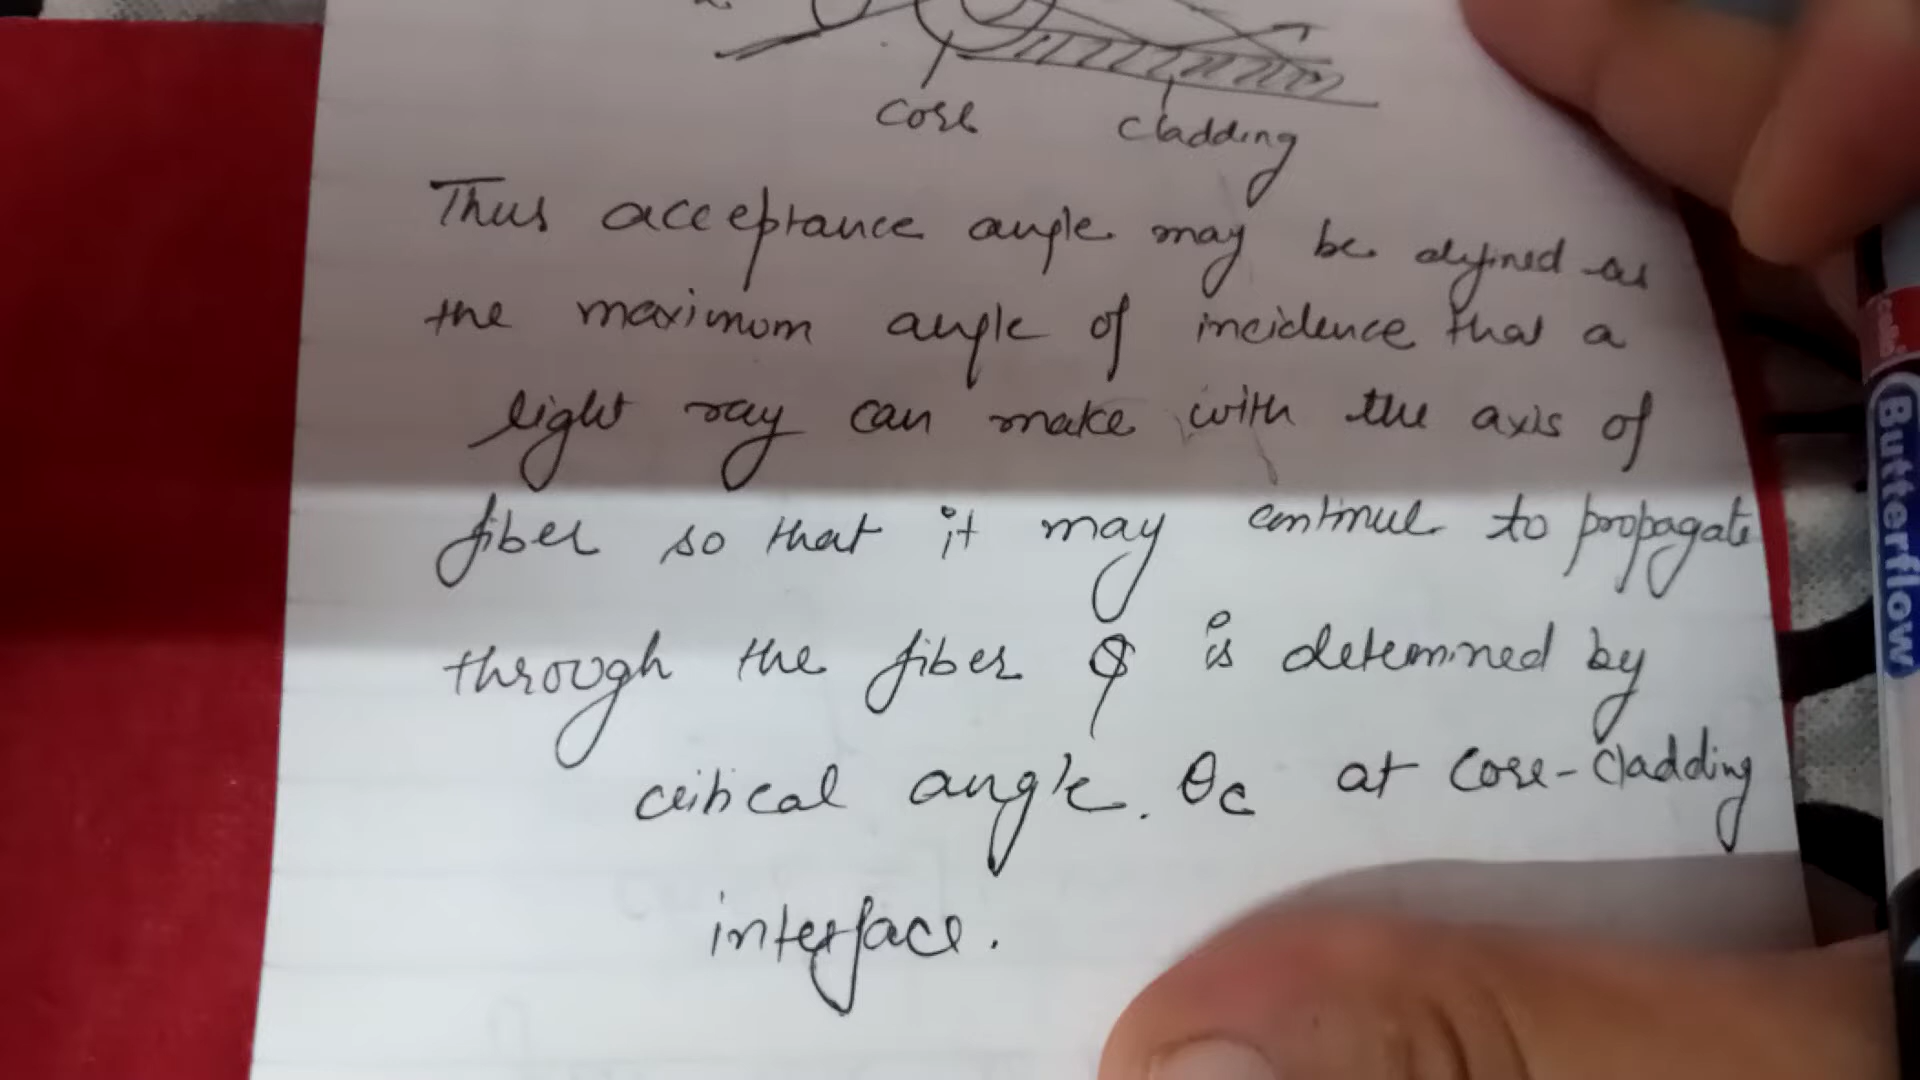 Core
Cladding
Thus acceptance angle may be defined as
the maximum angle of incidence that a
light ray can make with the axis of
fiber so that it may continue to propagate
through the fiber & is determined by
critical angle. θc at Core-Cladding
interface.
Butterflow